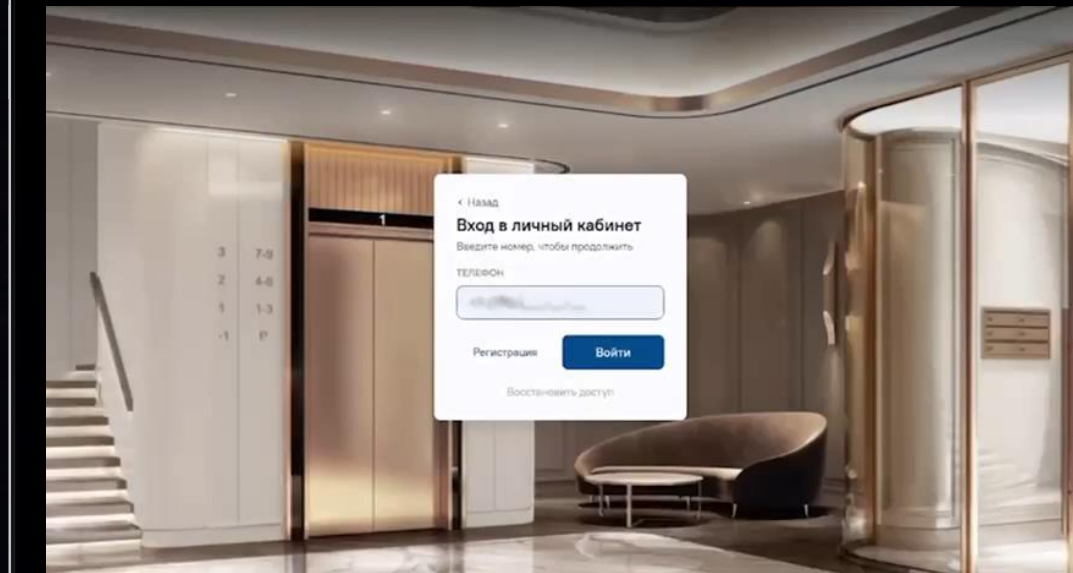 1
3 7-9
2 4-6
1 1-3
-1 P
< Назад
Вход в личный кабинет
Введите номер, чтобы продолжить
ТЕЛЕФОН
Регистрация
Войти
Восстановить доступ